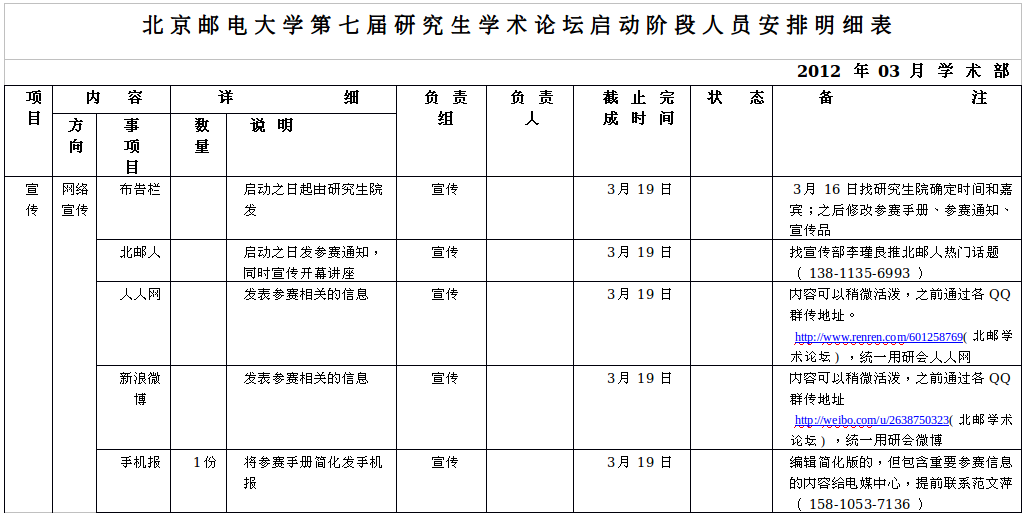 北京邮电大学第七届研究生学术论坛启动阶段人员安排明细表
2012 年 03 月 学 术 部
项目 内 容 详 细 负 责组 负 责人 截 止 完成 时 间 状 态 备 注
方向 事项目 数量 说 明
宣传 网络宣传 布告栏 启动之日起由研究生院发 宣传 3月 19 日 3月 16 日找研究生院确定时间和嘉宾；之后修改参赛手册、参赛通知、宣传品
北邮人 启动之日发参赛通知，同时宣传开幕讲座 宣传 3月 19 日 找宣传部李瑾良推北邮人热门话题（ 138-1135-6993 ）
人人网 发表参赛相关的信息 宣传 3月 19 日 内容可以稍微活泼，之前通过各 QQ 群传地址。
http://www.renren.com/601258769( 北邮学术论坛 ) ，统一用研会人人网
新浪微博 发表参赛相关的信息 宣传 3月 19 日 内容可以稍微活泼，之前通过各 QQ 群传地址
http://weibo.com/u/2638750323( 北邮学术论坛 ) ，统一用研会微博
手机报 1份 将参赛手册简化发手机报 宣传 3月 19 日 编辑简化版的，但包含重要参赛信息的内容给电媒中心，提前联系范文萍（ 158-1053-7136 ）